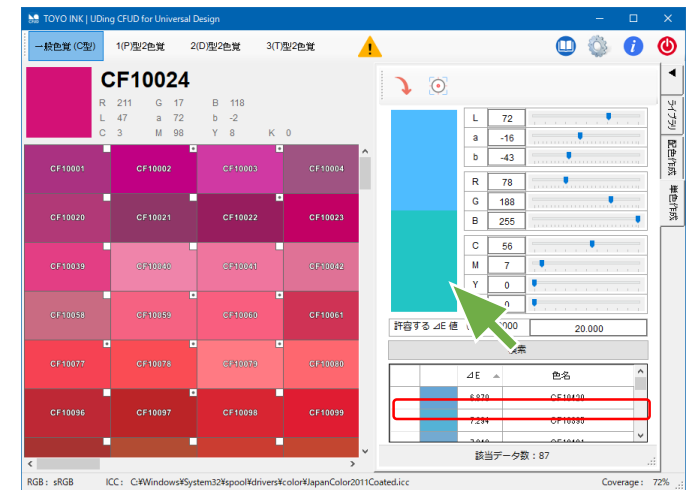 TOYO INK | UDing CFUD for Universal Design
一般色覚 (C型) 1(P)型2色覚 2(D)型2色覚 3(T)型2色覚
CF10024
R 211 G 17 B 118
L 47 a 72 b -2
C 3 M 98 Y 8 K 0
CF10001 CF10002 CF10003 CF10004
CF10020 CF10021 CF10022 CF10023
CF10039 CF10040 CF10041 CF10042
CF10058 CF10059 CF10060 CF10061
CF10077 CF10078 CF10079 CF10080
CF10096 CF10097 CF10098 CF10099
L 72
a -16
b -43
R 78
G 188
B 255
C 56
M 7
Y 0
0
許容する ⊿E 値
20.000
⊿E 色名
該当データ数：87
ライブラリ
配色作成
単色作成
RGB： sRGB ICC： C:¥Windows¥System32¥spool¥drivers¥color¥JapanColor2011Coated.icc Coverage： 72%